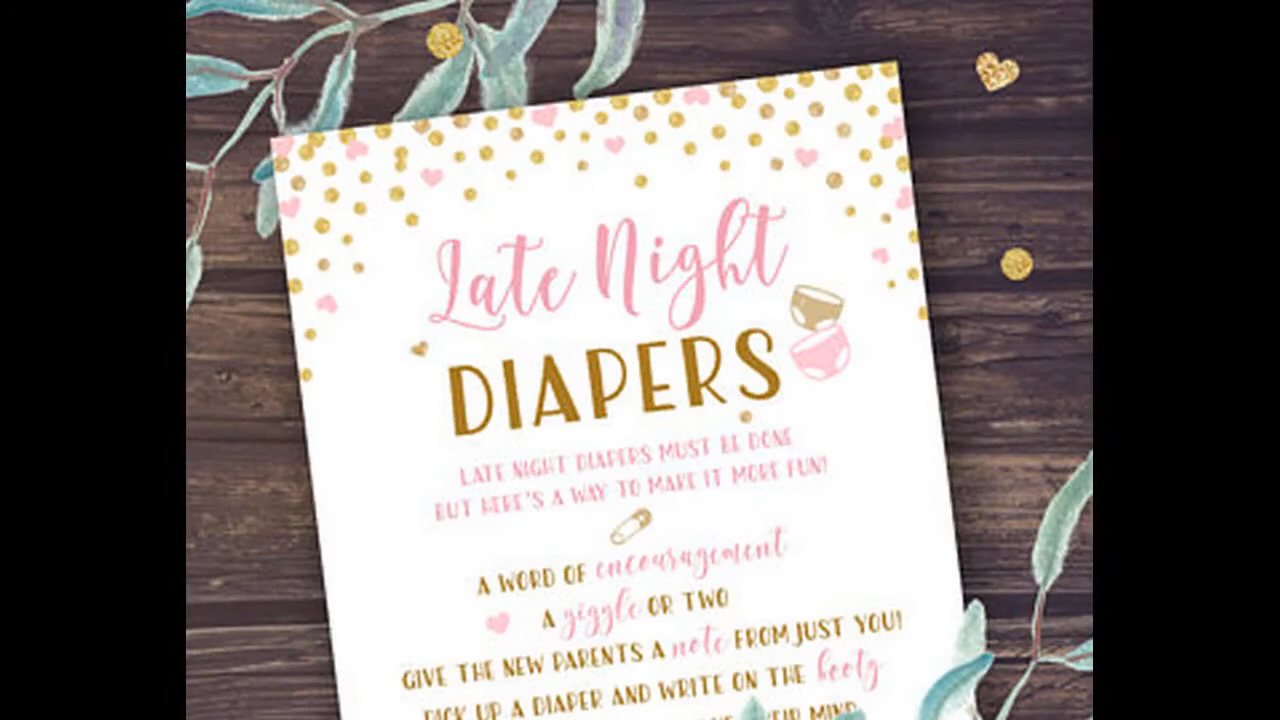 Late Night
DIAPERS
LATE NIGHT DIAPERS MUST BE DONE
BUT HERE'S A WAY TO MAKE IT MORE FUN!
A WORD OF encouragement
A giggle OR TWO
GIVE THE NEW PARENTS A note FROM JUST YOU!
PICK UP A DIAPER AND WRITE ON THE booty
MIND